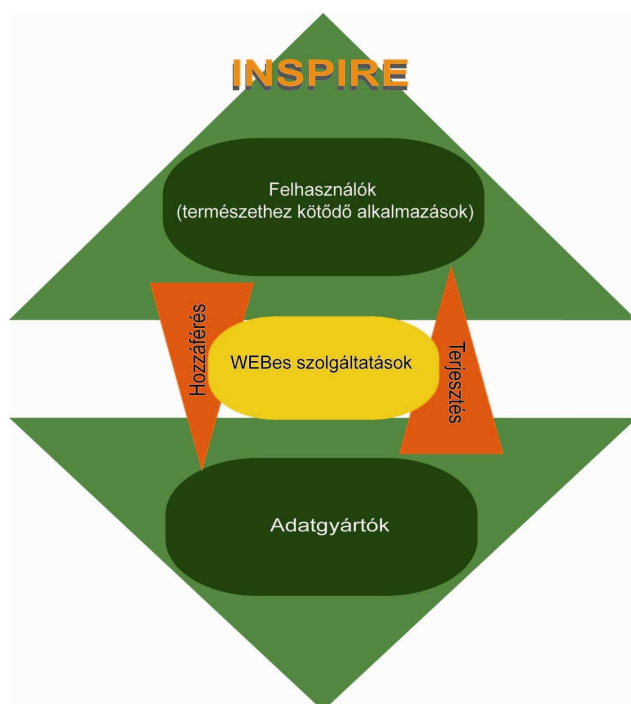 INSPIRE
Felhasználók
(természethez kötődő alkalmazások)
Hozzáférés
WEBes szolgáltatások
Terjesztés
Adatgyártók